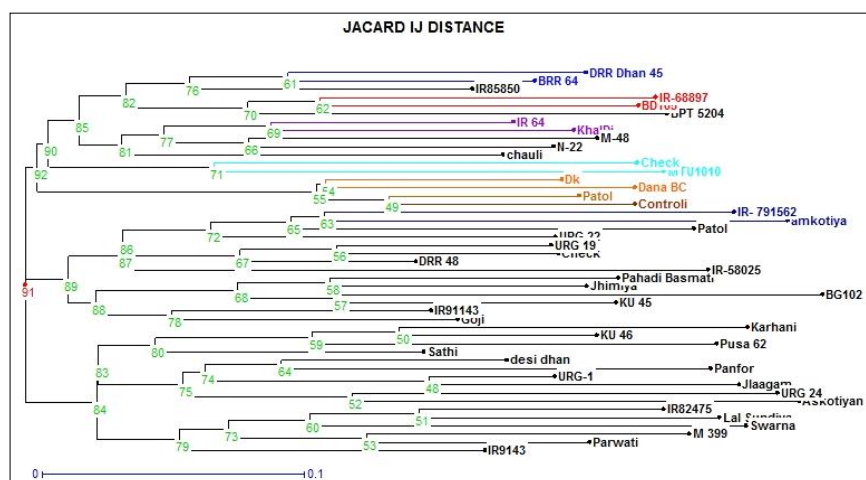 JACARD IJ DISTANCE
DRR Dhan 45
61
BRR 64
76
IR85850
82
IR-68897
62
70
85
DPT 5204
IR 64
77
69
Khalpi
M-48
90
81
66
N-22
chauli
92
Check
71
MTU1010
Dk
54
Dana BC
55
Patol
49
Controli
IR- 791562
63
amkotiya
72
65
Patol
URG 22
86
URG 19
56
Check
87
67
DRR 48
IR-58025
89
58
Pahadi Basmati
Jhimiya
68
BG102
91
88
57
KU 45
IR91143
78
Goji
50
Karhani
59
KU 46
80
Pusa 62
Sathi
83
desi dhan
74
64
Panfor
URG-1
75
48
Jlaagam
52
URG 24
Askotiyan
84
IR82475
60
51
Lal Sundiya
73
Swarna
M 399
79
53
Parwati
IR9143
0
0.1